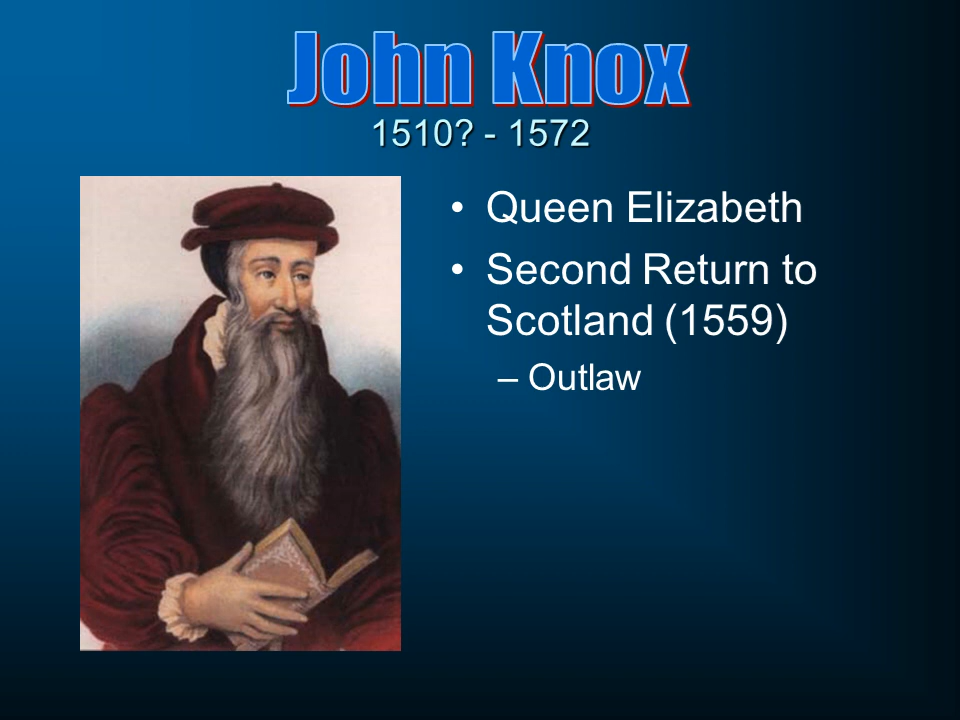 John Knox
1510? - 1572
• Queen Elizabeth
• Second Return to
Scotland (1559)
– Outlaw